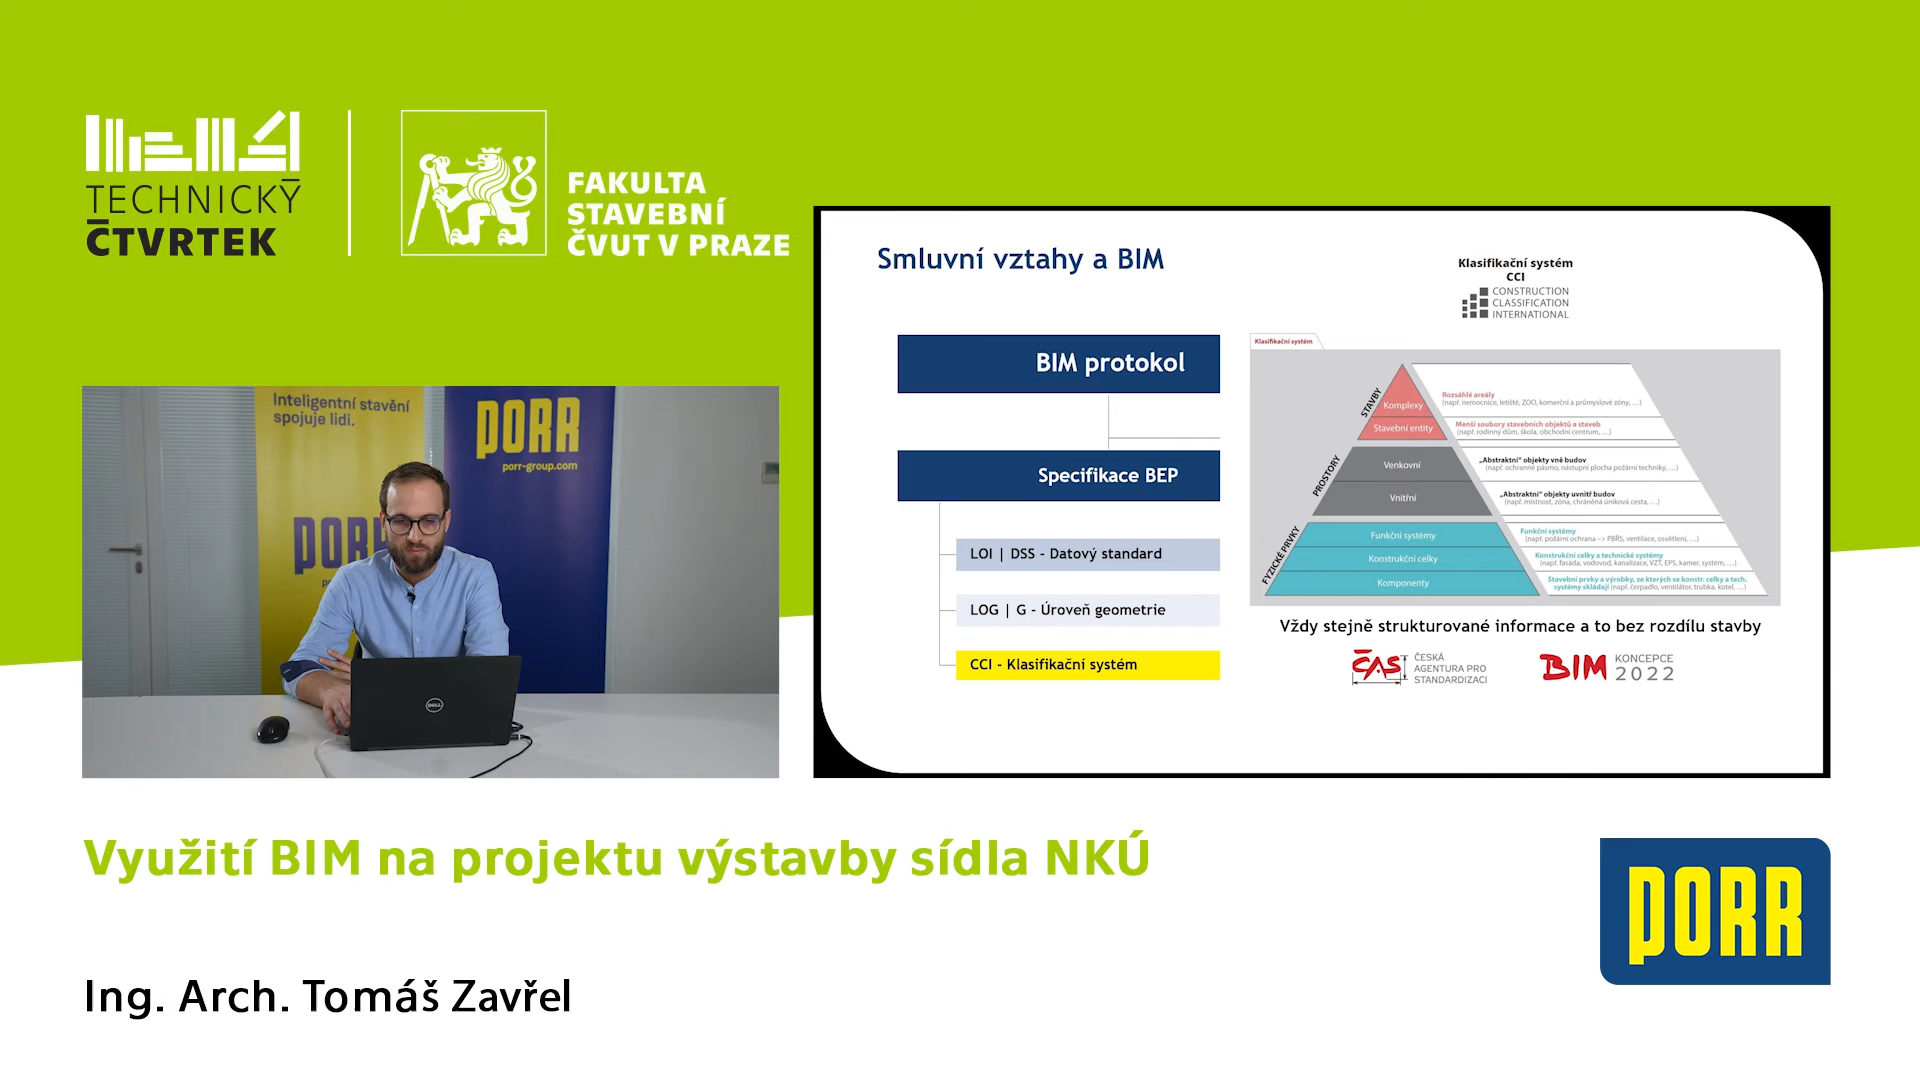 TECHNICKÝ
ČTVRTEK
FAKULTA
STAVEBNÍ
ČVUT V PRAZE
Inteligentní stavění
spojuje lidi.
PORR
porr-group.com
PORR
DELL
Smluvní vztahy a BIM
BIM protokol
Specifikace BEP
LOI | DSS - Datový standard
LOG | G - Úroveň geometrie
CCI - Klasifikační systém
Klasifikační systém
CCI
CONSTRUCTION
CLASSIFICATION
INTERNATIONAL
Klasifikační systém
STAVBY
Komplexy
Rozsáhlé areály
(např. nemocnice, letiště, ZOO, komerční a průmyslové zóny, …)
Stavební entity
Menší soubory stavebních objektů a staveb
(např. rodinný dům, škola, obchodní centrum, …)
PROSTORY
Venkovní
„Abstraktní“ objekty vně budov
(např. ochranné pásmo, nástupní plocha požární techniky, …)
Vnitřní
„Abstraktní“ objekty uvnitř budov
(např. místnost, zóna, chráněná úniková cesta, …)
FYZICKÉ PRVKY
Funkční systémy
Funkční systémy
(např. požární ochrana –> PBŘS, ventilace, osvětlení, …)
Konstrukční celky
Konstrukční celky a technické systémy
(např. fasáda, vodovod, kanalizace, VZT, EPS, kamer. systém, …)
Komponenty
Stavební prvky a výrobky, ze kterých se konstr. celky a tech.
systémy skládají (např. čerpadlo, ventilátor, trubka, kotel, …)
Vždy stejně strukturované informace a to bez rozdílu stavby
ČAS
ČESKÁ
AGENTURA PRO
STANDARDIZACI
BIM KONCEPCE
2022
Využití BIM na projektu výstavby sídla NKÚ
Ing. Arch. Tomáš Zavřel
PORR